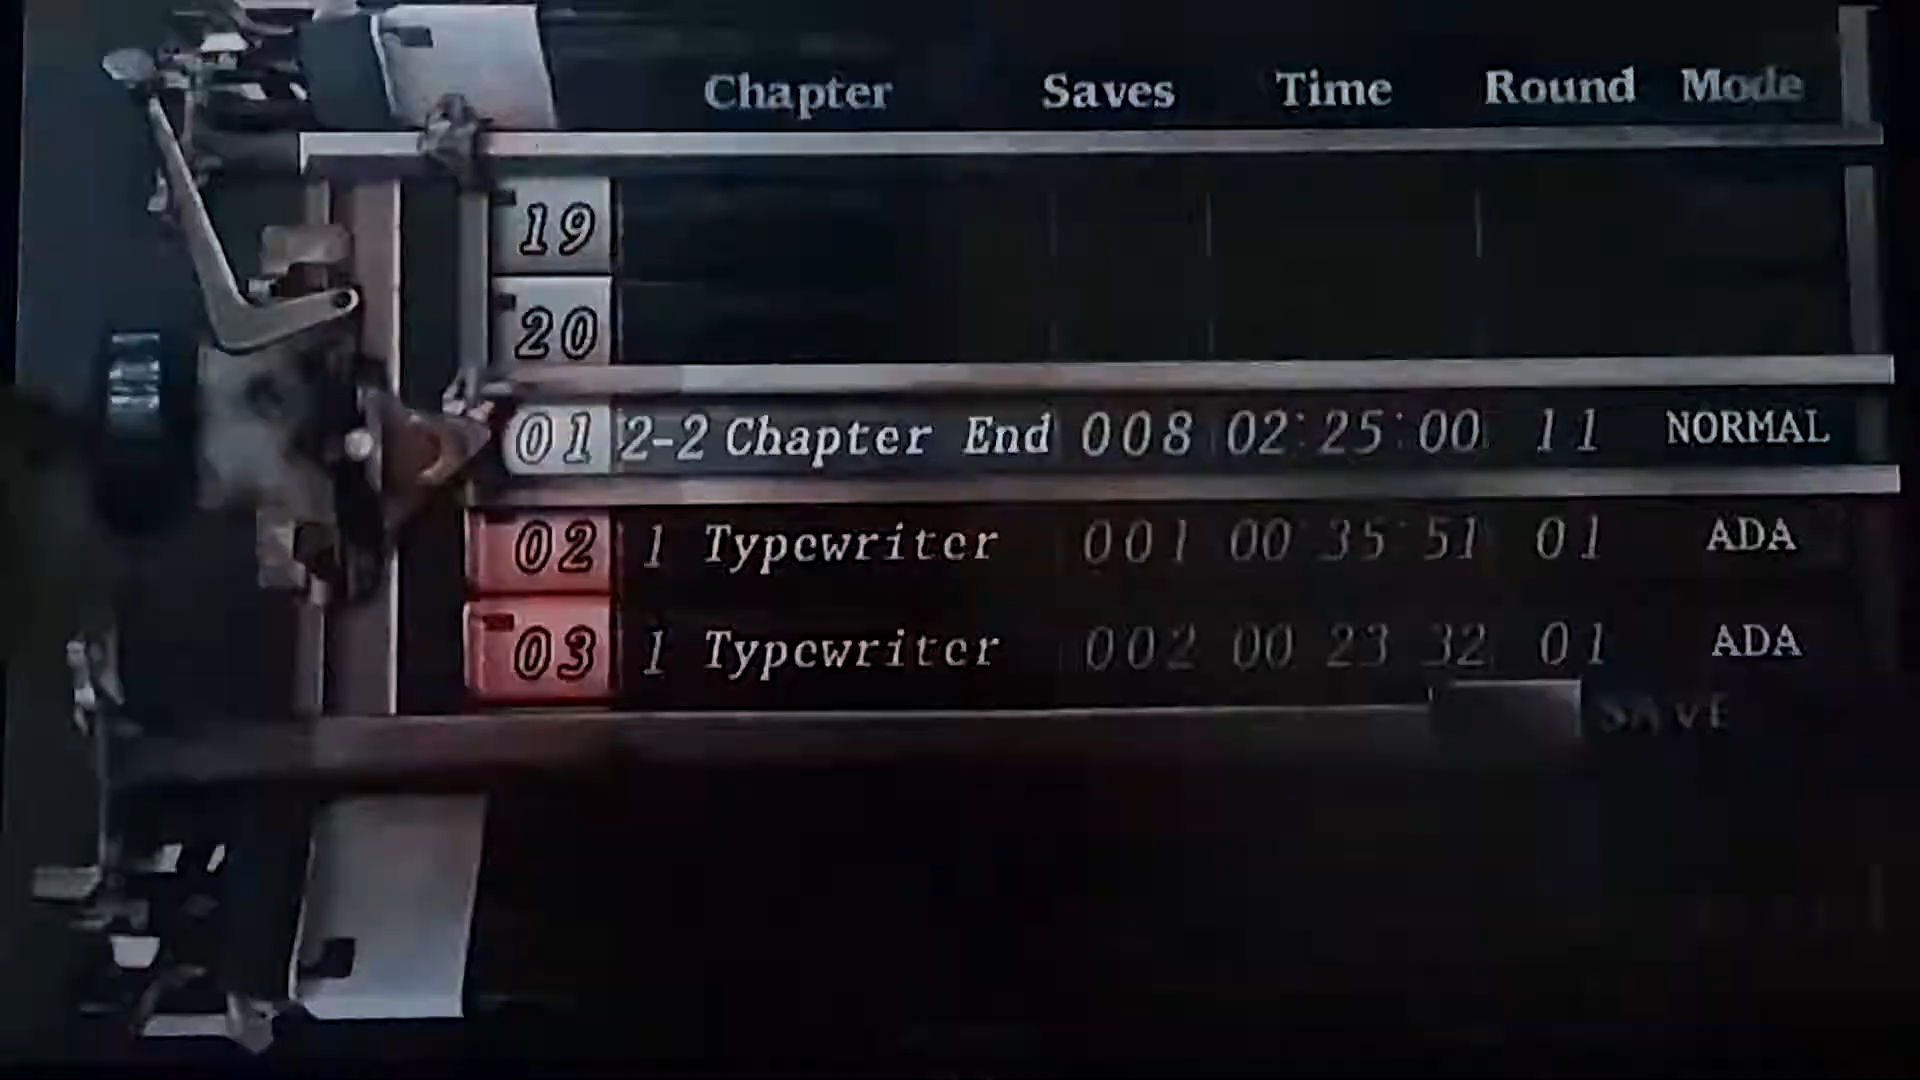 Chapter Saves Time Round Mode
19
20
01 2-2 Chapter End 008 02:25:00 11 NORMAL
02 1 Typewriter 001 00 35:51 01 ADA
03 1 Typewriter 002 00 23 32 01 ADA
SAVE